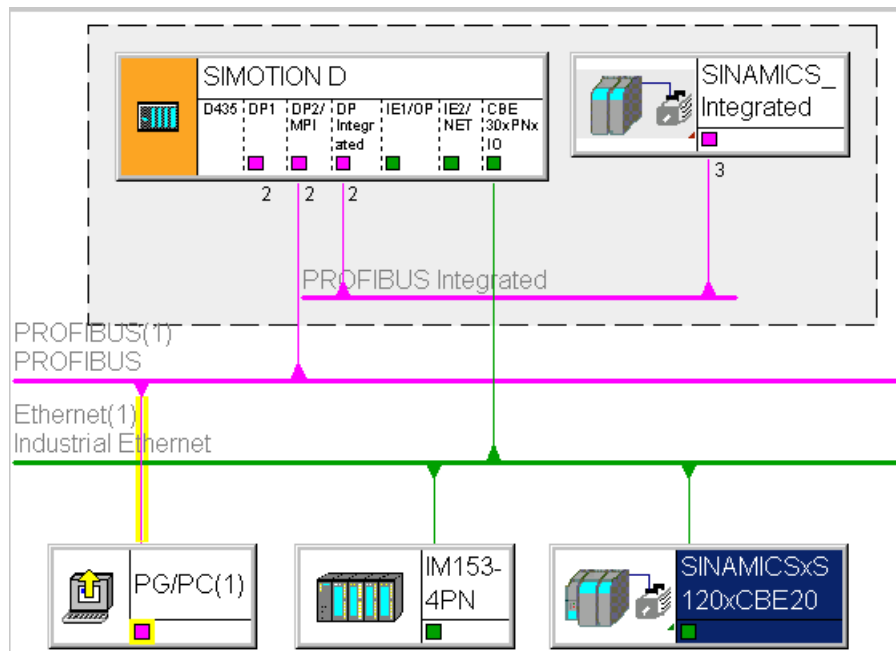 SIMOTION D
D435
DP1
DP2/
MPI
DP
Integr
ated
IE1/OP
IE2/
NET
CBE
30xPNx
IO
2
2
2
SINAMICS_
Integrated
3
PROFIBUS Integrated
PROFIBUS(1)
PROFIBUS
Ethernet(1)
Industrial Ethernet
PG/PC(1)
IM153-
4PN
SINAMICSxS
120xCBE20